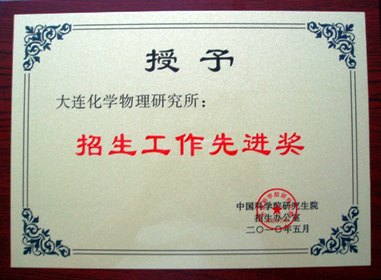 授予
大连化学物理研究所：
招生工作先进奖
中国科学院研究生院
招生办公室
二〇一〇年五月